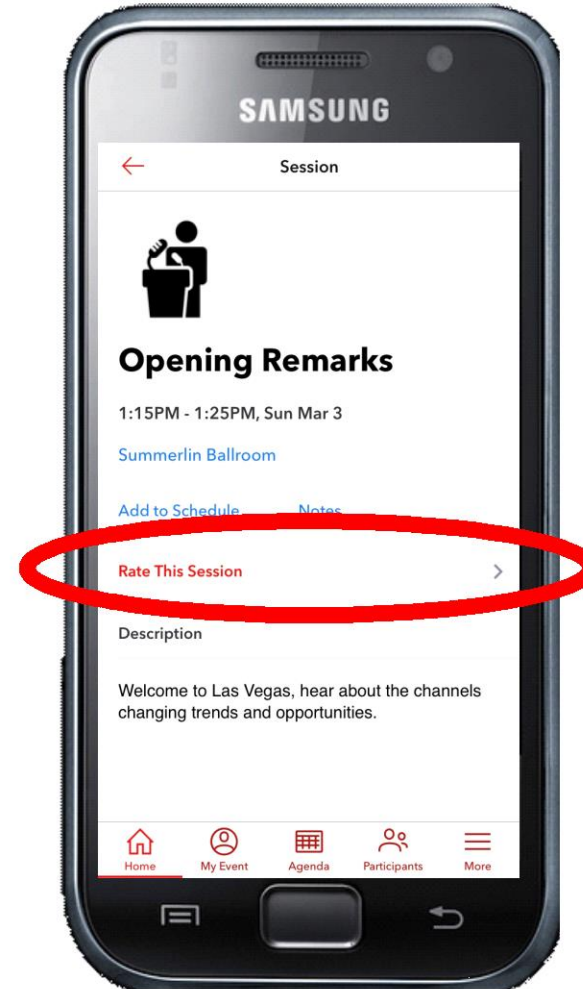 SAMSUNG
Session
Opening Remarks
1:15PM - 1:25PM, Sun Mar 3
Summerlin Ballroom
Add to Schedule Notes
Rate This Session
Description
Welcome to Las Vegas, hear about the channels
changing trends and opportunities.
Home My Event Agenda Participants More